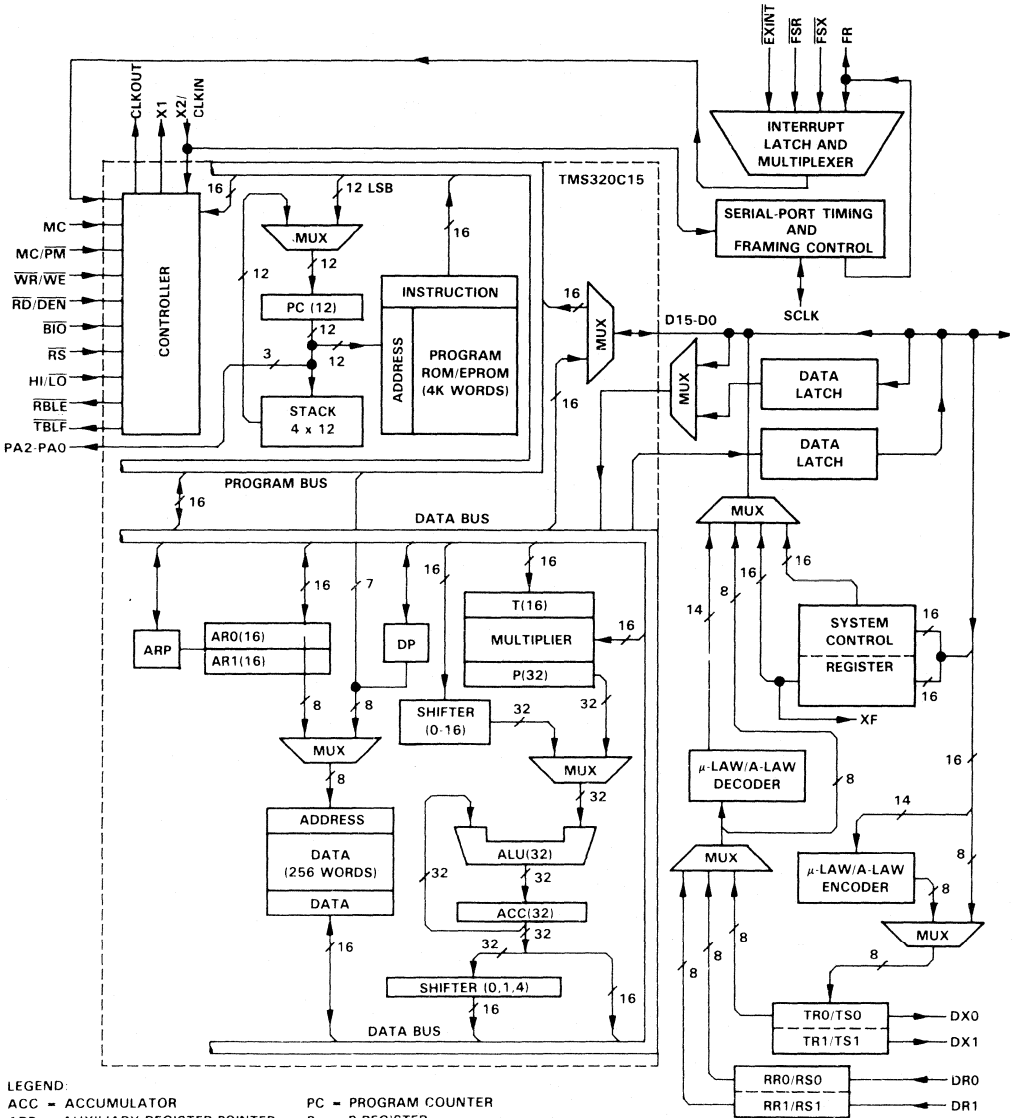 EXINT
FSR
FSX
FR
CLKOUT
X1
X2/
CLKIN
INTERRUPT
LATCH AND
MULTIPLEXER
TMS320C15
16
12 LSB
16
MUX
SERIAL-PORT TIMING
AND
FRAMING CONTROL
MC
MC/PM
WR/WE
RD/DEN
BIO
RS
HI/LO
RBLE
TBLF
PA2-PA0
CONTROLLER
12
12
PC (12)
12
12
3
STACK
4 x 12
INSTRUCTION
ADDRESS
PROGRAM
ROM/EPROM
(4K WORDS)
16
MUX
16
D15-D0
SCLK
MUX
DATA
LATCH
DATA
LATCH
PROGRAM BUS
16
DATA BUS
MUX
16
7
16
16
14
8
16
16
ARP
AR0(16)
AR1(16)
DP
T(16)
MULTIPLIER
P(32)
16
SYSTEM
CONTROL
REGISTER
16
16
XF
8
8
SHIFTER
(0-16)
32
32
MUX
8
MUX
32
μ-LAW/A-LAW
DECODER
8
16
14
ADDRESS
DATA
(256 WORDS)
DATA
16
32
ALU(32)
32
ACC(32)
32
32
SHIFTER (0,1,4)
16
16
DATA BUS
MUX
μ-LAW/A-LAW
ENCODER
8
8
MUX
8
8
8
8
TR0/TS0
TR1/TS1
DX0
DX1
RR0/RS0
RR1/RS1
DR0
DR1
LEGEND:
ACC = ACCUMULATOR PC = PROGRAM COUNTER